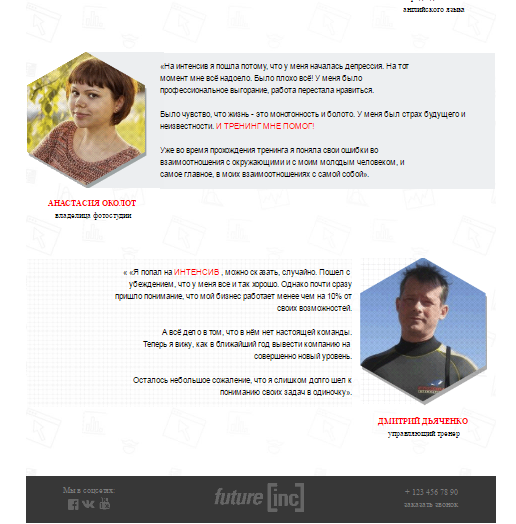 английского языка
«На интенсив я пошла потому, что у меня началась депрессия. На тот
момент мне всё надоело. Было плохо всё! У меня было
профессиональное выгорание, работа перестала нравиться.
Было чувство, что жизнь - это монотонность и болото. У меня был страх будущего и
неизвестности. И ТРЕНИНГ МНЕ ПОМОГ!
Уже во время прохождения тренинга я поняла свои ошибки во
взаимоотношения с окружающими и с моим молодым человеком, и
самое главное, в моих взаимоотношениях с самой собой».
АНАСТАСИЯ ОКОЛОТ
владелица фотостудии
« «Я попал на ИНТЕНСИВ , можно сказать, случайно. Пошел с
убеждением, что у меня все и так хорошо. Однако почти сразу
пришло понимание, что мой бизнес работает менее чем на 10% от
своих возможностей.
А всё дело в том, что в нём нет настоящей команды.
Теперь я вижу, как в ближайший год вывести компанию на
совершенно новый уровень.
Осталось небольшое сожаление, что я слишком долго шел к
пониманию своих задач в одиночку».
ДМИТРИЙ ДЬЯЧЕНКО
управляющий тренер
Мы в соцсетях:
future [inc]
+ 123 456 78 90
заказать звонок